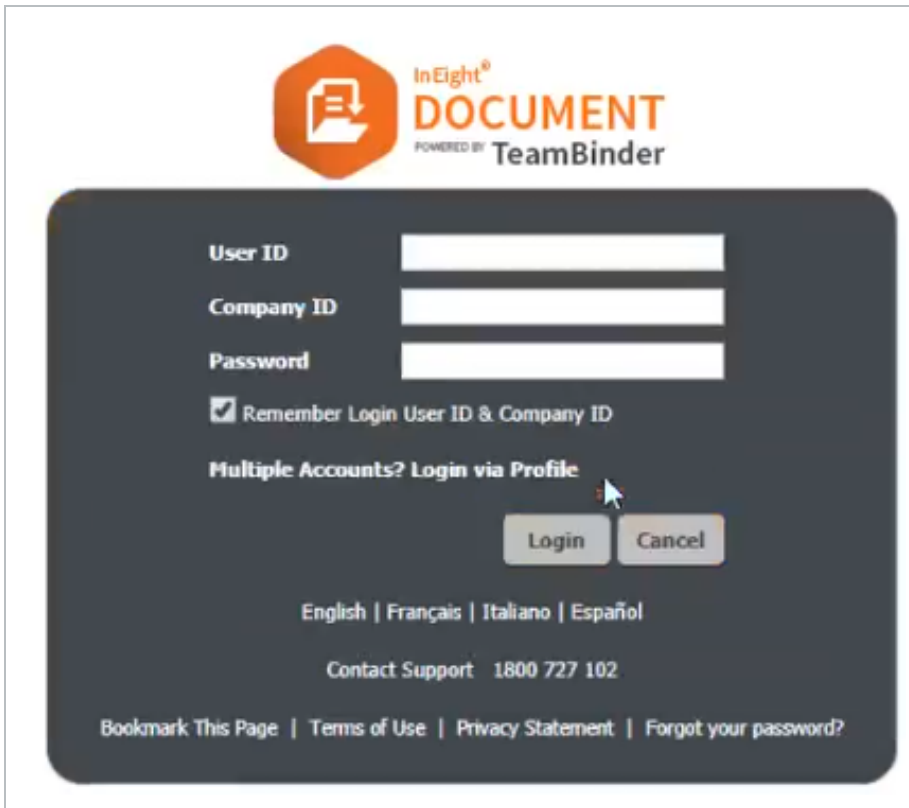 InEight®
DOCUMENT
POWERED BY TeamBinder
User ID
Company ID
Password
Remember Login User ID & Company ID
Multiple Accounts? Login via Profile
Login Cancel
English | Français | Italiano | Español
Contact Support 1800 727 102
Bookmark This Page | Terms of Use | Privacy Statement | Forgot your password?